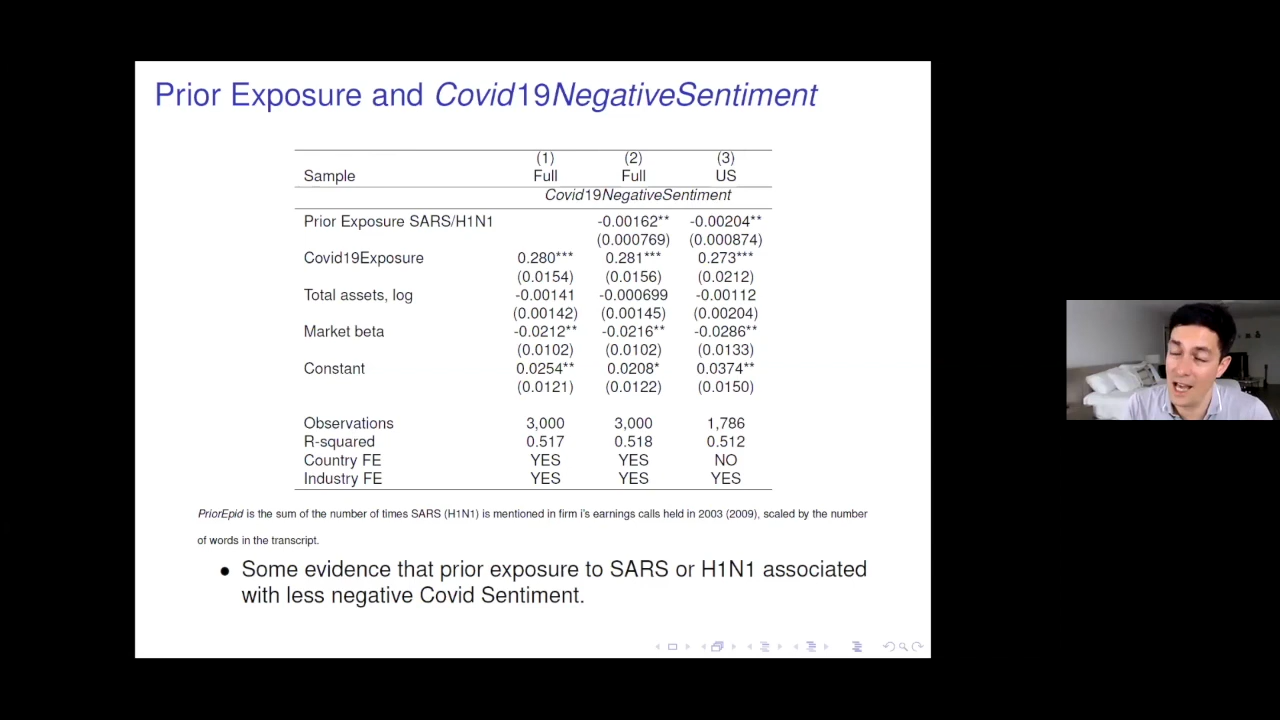 Prior Exposure and Covid19NegativeSentiment
(1) (2) (3)
Sample Full Full US
Covid19NegativeSentiment
Prior Exposure SARS/H1N1 -0.00162** -0.00204**
(0.000769) (0.000874)
Covid19Exposure 0.280*** 0.281*** 0.273***
(0.0154) (0.0156) (0.0212)
Total assets, log -0.00141 -0.000699 -0.00112
(0.00142) (0.00145) (0.00204)
Market beta -0.0212** -0.0216** -0.0286**
(0.0102) (0.0102) (0.0133)
Constant 0.0254** 0.0208* 0.0374**
(0.0121) (0.0122) (0.0150)
Observations 3,000 3,000 1,786
R-squared 0.517 0.518 0.512
Country FE YES YES NO
Industry FE YES YES YES
PriorEpid is the sum of the number of times SARS (H1N1) is mentioned in firm i's earnings calls held in 2003 (2009), scaled by the number
of words in the transcript.
• Some evidence that prior exposure to SARS or H1N1 associated
with less negative Covid Sentiment.